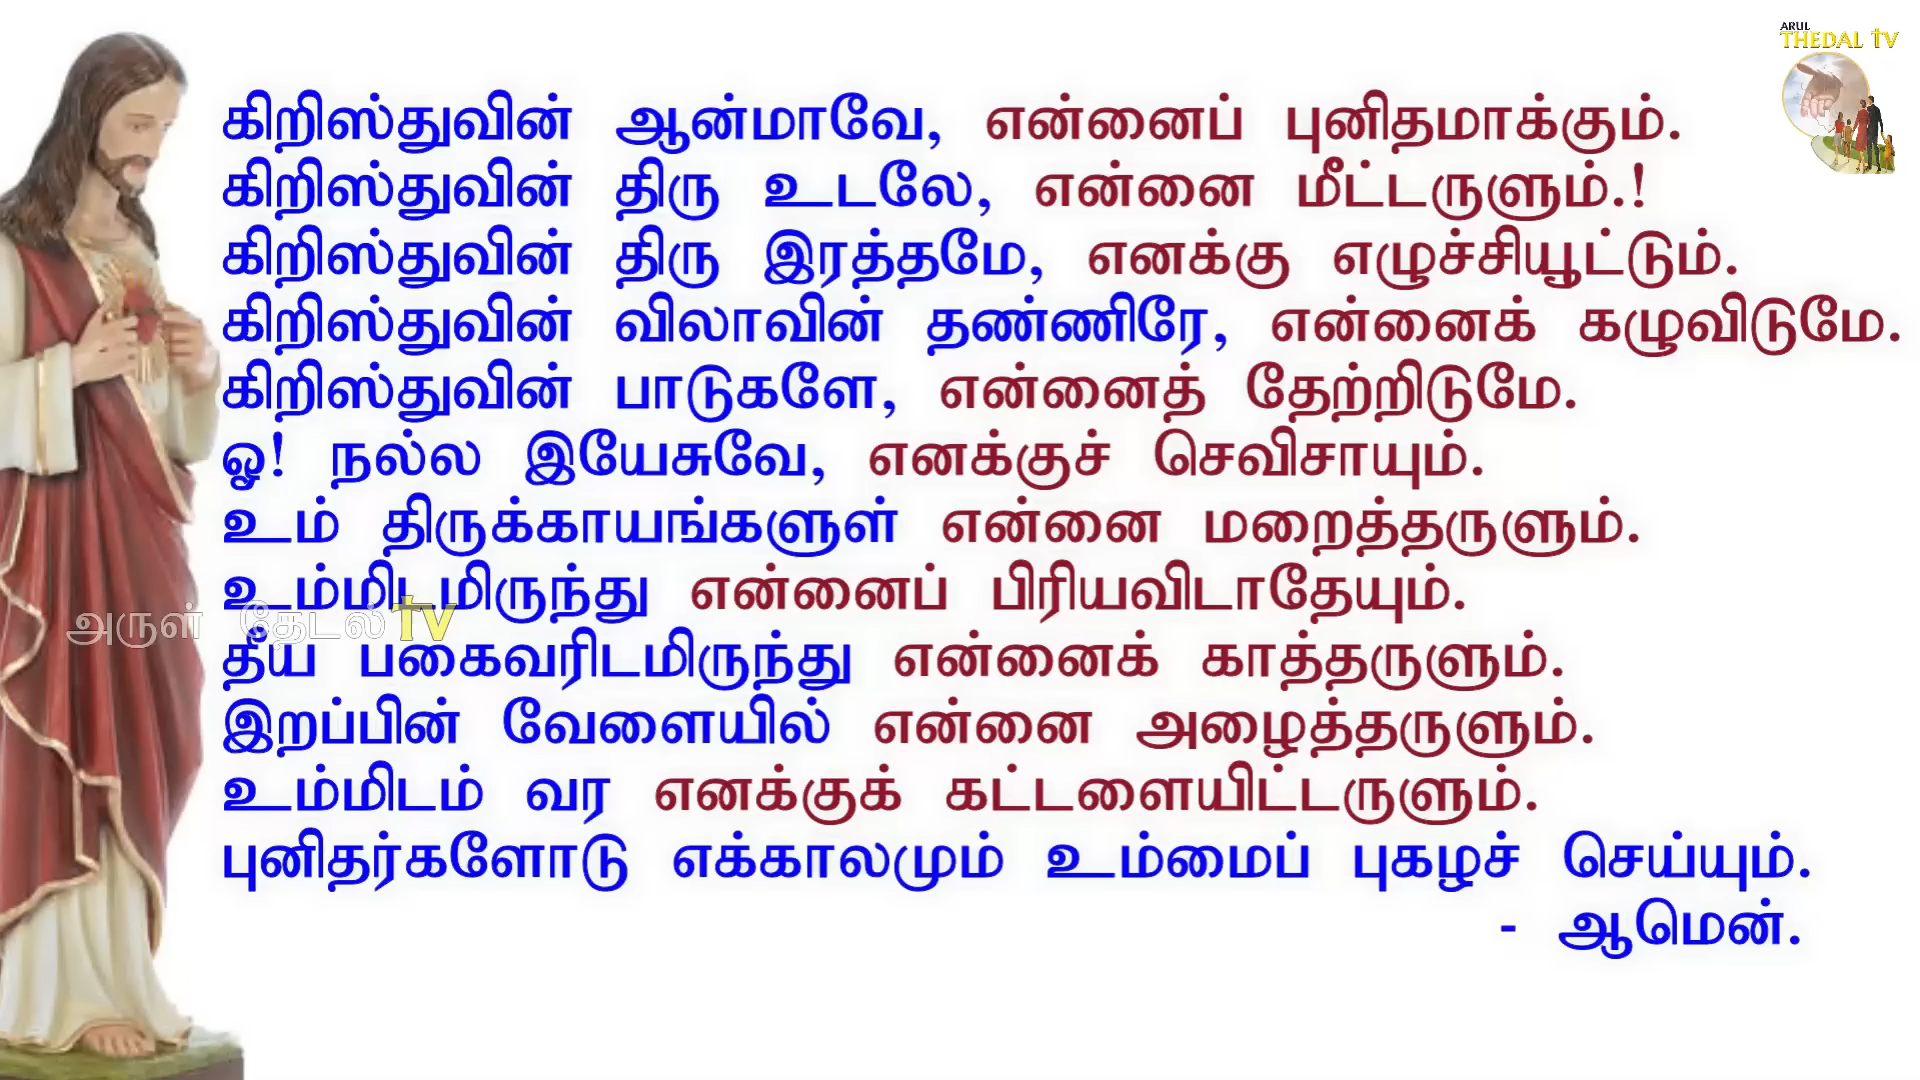 ARUL
THEDAL TV
கிறிஸ்துவின் ஆன்மாவே, என்னைப் புனிதமாக்கும்.
கிறிஸ்துவின் திரு உடலே, என்னை மீட்டருளும்.!
கிறிஸ்துவின் திரு இரத்தமே, எனக்கு எழுச்சியூட்டும்.
கிறிஸ்துவின் விலாவின் தண்ணிரே, என்னைக் கழுவிடுமே.
கிறிஸ்துவின் பாடுகளே, என்னைத் தேற்றிடுமே.
ஓ! நல்ல இயேசுவே, எனக்குச் செவிசாயும்.
உம் திருக்காயங்களுள் என்னை மறைத்தருளும்.
உம்மிடமிருந்து என்னைப் பிரியவிடாதேயும்.
அருள் தேடல் TV
தீய பகைவரிடமிருந்து என்னைக் காத்தருளும்.
இறப்பின் வேளையில் என்னை அழைத்தருளும்.
உம்மிடம் வர எனக்குக் கட்டளையிட்டருளும்.
புனிதர்களோடு எக்காலமும் உம்மைப் புகழச் செய்யும்.
- ஆமென்.